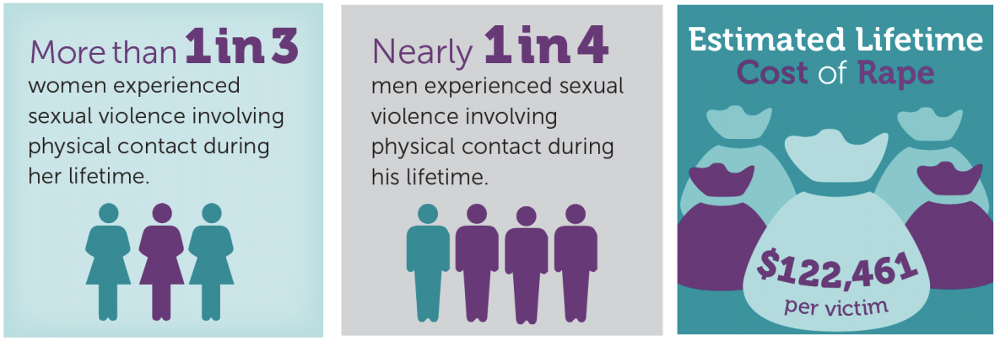 More than 1 in 3
women experienced
sexual violence involving
physical contact during
her lifetime.
Nearly 1 in 4
men experienced sexual
violence involving
physical contact during
his lifetime.
Estimated Lifetime
Cost of Rape
$122,461
per victim